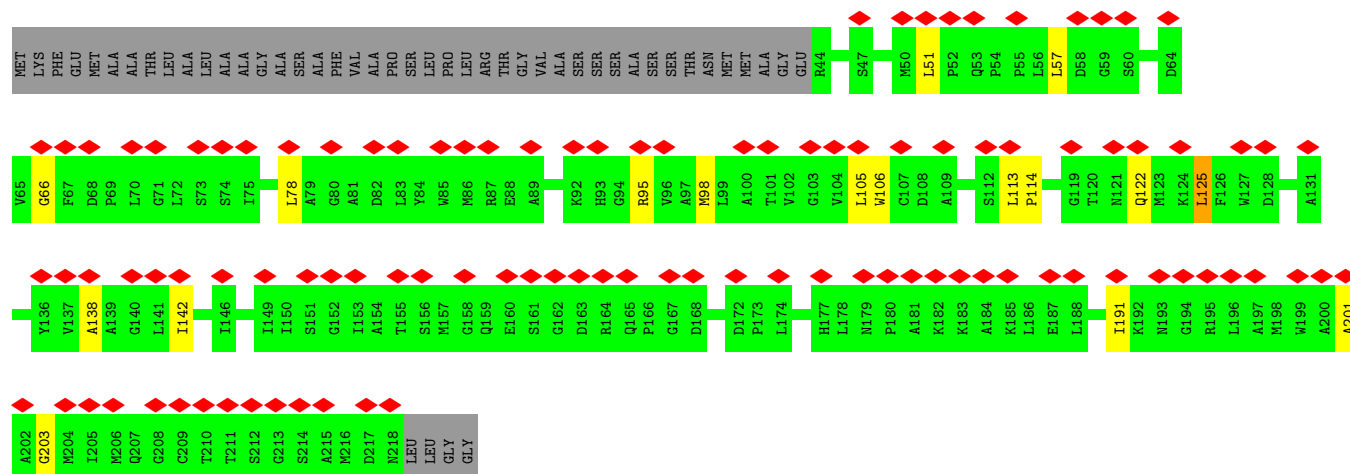 MET LYS PHE GLU MET ALA ALA THR LEU ALA LEU ALA ALA GLY ALA SER ALA PHE VAL ALA PRO SER LEU PRO LEU ARG THR GLY VAL ALA ALA SER SER SER ALA SER SER THR ASN MET MET ALA GLY GLU R44 S47 M50 L51 P52 Q53 P54 P55 L56 L57 D58 G59 S60 D64
V65 G66 F67 D68 P69 L70 G71 L72 S73 S74 I75 L78 A79 G80 A81 D82 L83 Y84 W85 M86 R87 E88 A89 K92 H93 G94 R95 V96 A97 M98 L99 A100 T101 V102 G103 V104 L105 W106 C107 D108 A109 S112 L113 P114 G119 T120 N121 Q122 M123 K124 L125 F126 W127 D128 A131
Y136 V137 A138 A139 G140 L141 I142 I146 I149 I150 S151 G152 I153 A154 T155 S156 M157 G158 Q159 E160 S161 G162 D163 R164 Q165 P166 G167 D168 D172 P173 L174 H177 L178 N179 P180 A181 K182 K183 A184 K185 L186 E187 L188 I191 K192 N193 G194 R195 L196 A197 M198 W199 A200 A201
A202 G203 M204 I205 M206 Q207 G208 C209 T210 T211 S212 G213 S214 A215 M216 D217 N218 LEU LEU GLY GLY